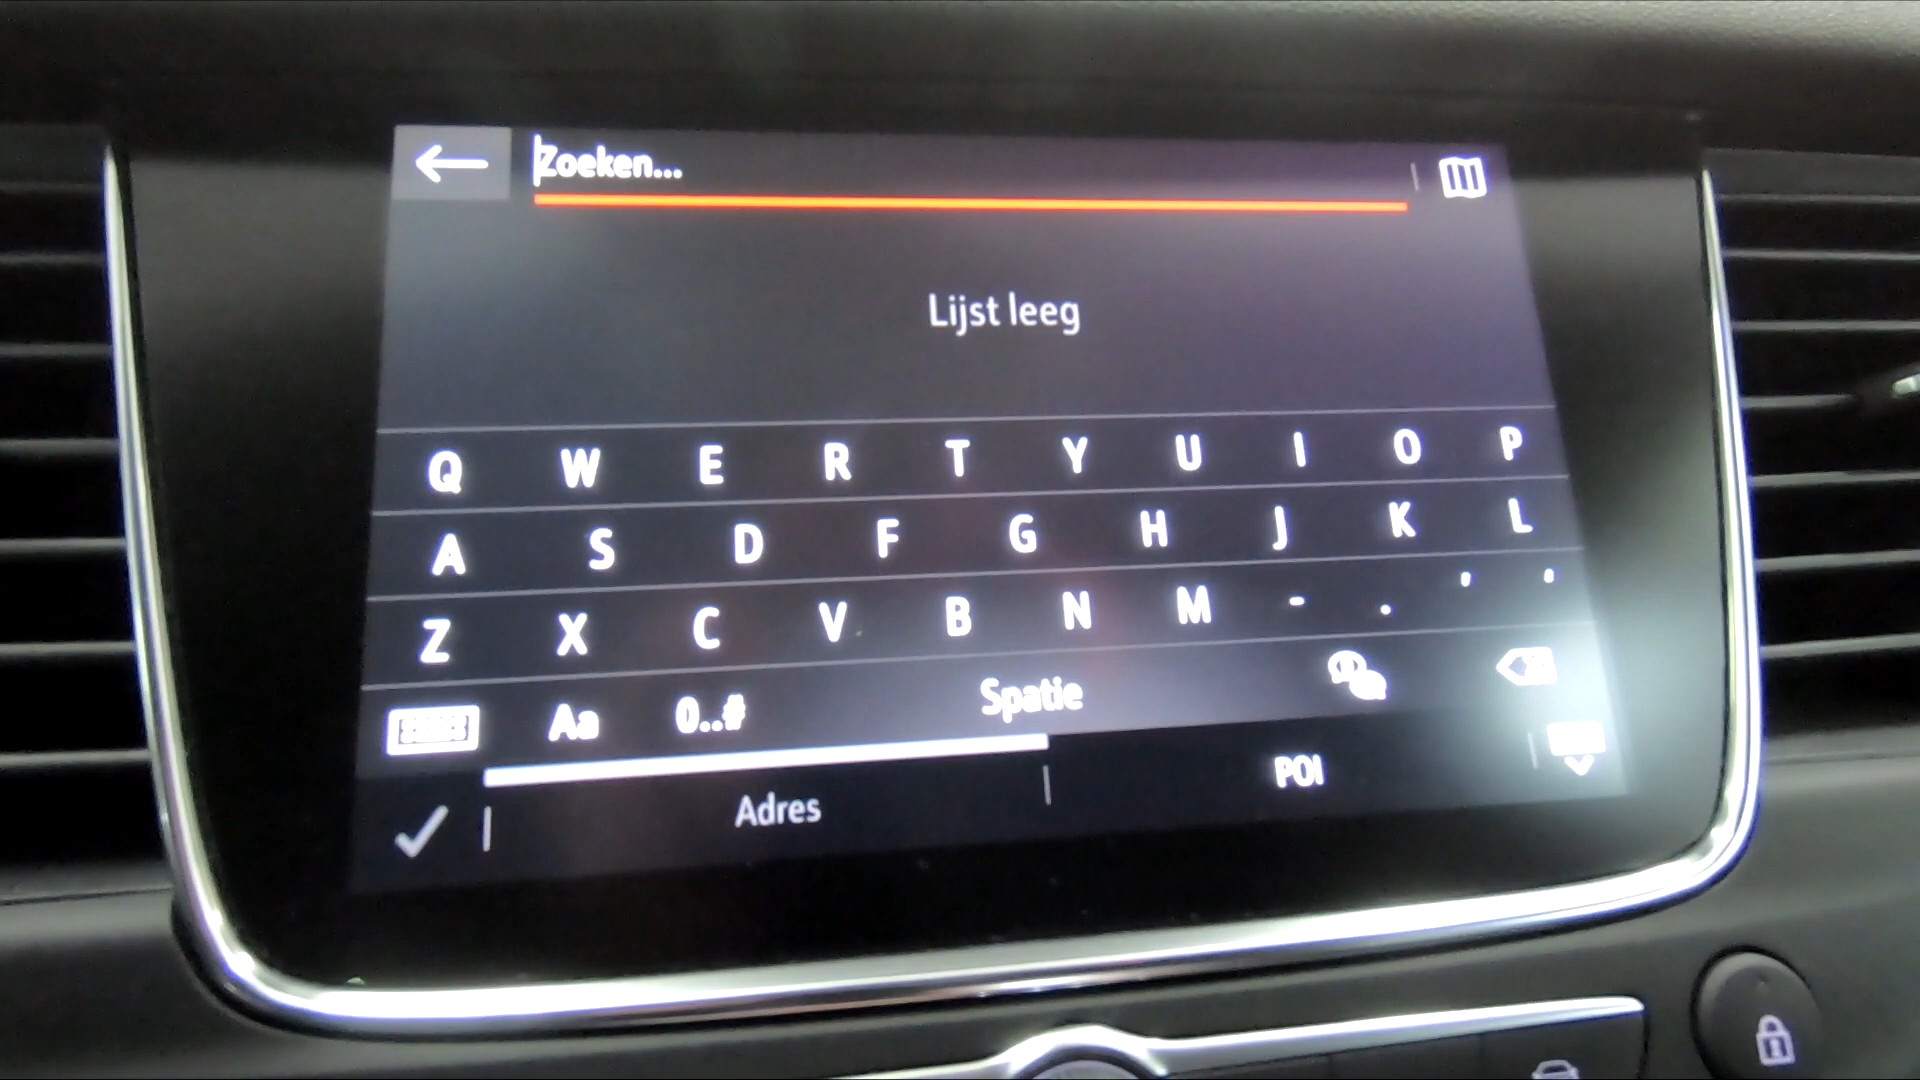 Zoeken...
Lijst leeg
Q W E R T Y U I O P
A S D F G H J K L
Z X C V B N M - . ' '
Aa 0..# Spatie
Adres POI